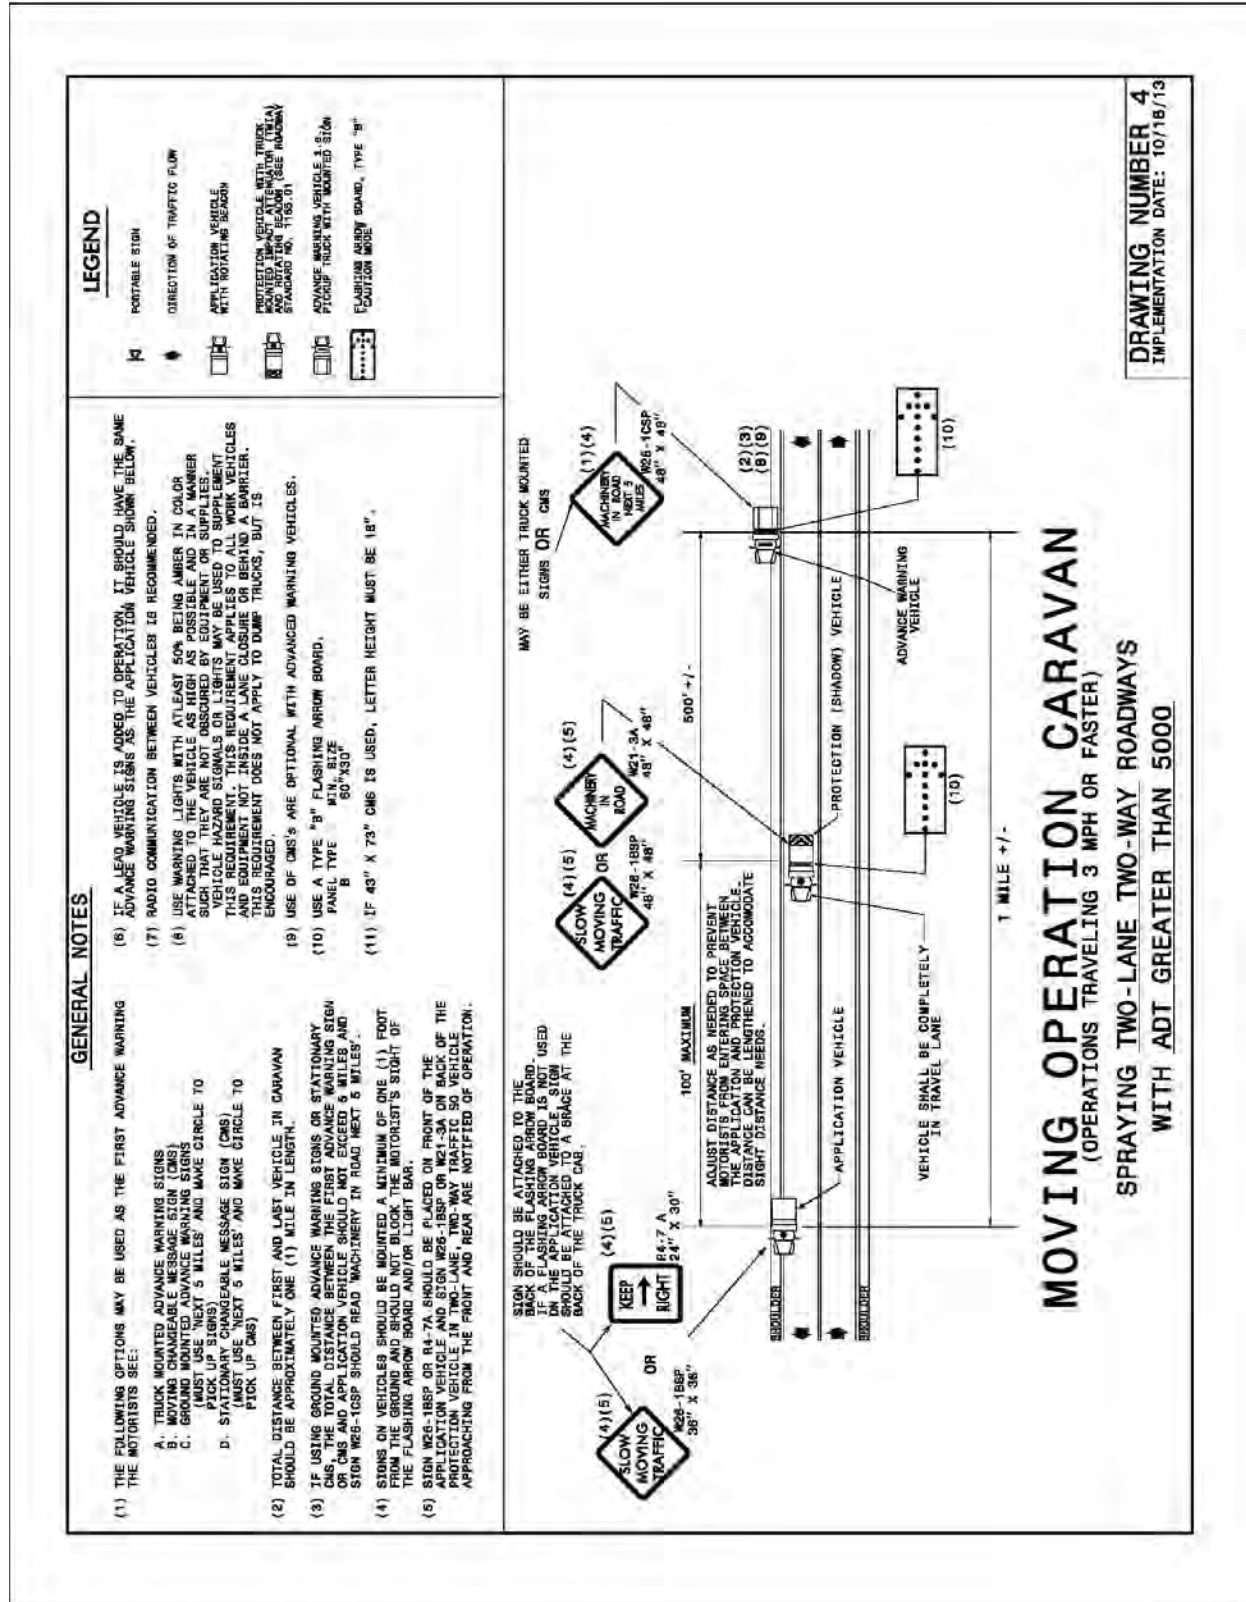 GENERAL NOTES
(1) THE FOLLOWING OPTIONS MAY BE USED AS THE FIRST ADVANCE WARNING
THE MOTORISTS SEE:
A. TRUCK MOUNTED ADVANCE WARNING SIGNS
B. MOVING CHANGEABLE MESSAGE SIGN (CMS)
C. GROUND MOUNTED ADVANCE WARNING SIGNS
(MUST USE 'NEXT 5 MILES' AND MAKE CIRCLE TO
PICK UP SIGNS)
D. STATIONARY CHANGEABLE MESSAGE SIGN (CMS)
(MUST USE 'NEXT 5 MILES' AND MAKE CIRCLE TO
PICK UP CMS)
(2) TOTAL DISTANCE BETWEEN FIRST AND LAST VEHICLE IN CARAVAN
SHOULD BE APPROXIMATELY ONE (1) MILE IN LENGTH.
(3) IF USING GROUND MOUNTED ADVANCE WARNING SIGNS OR STATIONARY
CMS, THE TOTAL DISTANCE BETWEEN THE FIRST ADVANCE WARNING SIGN
OR CMS AND APPLICATION VEHICLE SHOULD NOT EXCEED 5 MILES AND
SIGN W26-1CSP SHOULD READ 'MACHINERY IN ROAD NEXT 5 MILES'.
(4) SIGNS ON VEHICLES SHOULD BE MOUNTED A MINIMUM OF ONE (1) FOOT
FROM THE GROUND AND SHOULD NOT BLOCK THE MOTORIST'S SIGHT OF
THE FLASHING ARROW BOARD AND/OR LIGHT BAR.
(5) SIGN W26-1BSP OR R4-7A SHOULD BE PLACED ON FRONT OF THE
APPLICATION VEHICLE AND SIGN W26-1BSP OR W21-3A ON BACK OF THE
PROTECTION VEHICLE IN TWO-LANE, TWO-WAY TRAFFIC SO VEHICLE
APPROACHING FROM THE FRONT AND REAR ARE NOTIFIED OF OPERATION.
(6) IF A LEAD VEHICLE IS ADDED TO OPERATION, IT SHOULD HAVE THE SAME
ADVANCE WARNING SIGNS AS THE APPLICATION VEHICLE SHOWN BELOW.
(7) RADIO COMMUNICATION BETWEEN VEHICLES IS RECOMMENDED.
(8) USE WARNING LIGHTS WITH ATLEAST 50% BEING AMBER IN COLOR
ATTACHED TO THE VEHICLE AS HIGH AS POSSIBLE AND IN A MANNER
SUCH THAT THEY ARE NOT OBSCURED BY EQUIPMENT OR SUPPLIES.
VEHICLE HAZARD SIGNALS OR LIGHTS MAY BE USED TO SUPPLEMENT
THIS REQUIREMENT. THIS REQUIREMENT APPLIES TO ALL WORK VEHICLES
AND EQUIPMENT NOT INSIDE A LANE CLOSURE OR BEHIND A BARRIER.
THIS REQUIREMENT DOES NOT APPLY TO DUMP TRUCKS, BUT IS
ENCOURAGED.
(9) USE OF CMS's ARE OPTIONAL WITH ADVANCED WARNING VEHICLES.
(10) USE A TYPE "B" FLASHING ARROW BOARD.
PANEL TYPE MIN. SIZE
B 60"X30"
(11) IF 43" X 73" CMS IS USED, LETTER HEIGHT MUST BE 18".
LEGEND
PORTABLE SIGN
DIRECTION OF TRAFFIC FLOW
APPLICATION VEHICLE
WITH ROTATING BEACON
PROTECTION VEHICLE WITH TRUCK
MOUNTED IMPACT ATTENUATOR (TMIA)
AND ROTATING BEACON (SEE ROADWAY
STANDARD NO. 1165.01
ADVANCE WARNING VEHICLE I.E.
PICKUP TRUCK WITH MOUNTED SIGN
FLASHING ARROW BOARD, TYPE "B"
"CAUTION MODE"
SIGN SHOULD BE ATTACHED TO THE
BACK OF THE FLASHING ARROW BOARD.
IF A FLASHING ARROW BOARD IS NOT USED
ON THE APPLICATION VEHICLE, SIGN
SHOULD BE ATTACHED TO A BRACE AT THE
BACK OF THE TRUCK CAB.
MAY BE EITHER TRUCK MOUNTED
SIGNS OR CMS
(4)(5)
SLOW
MOVING
TRAFFIC
W26-1BSP
36" X 36"
OR
(4)(5)
KEEP
RIGHT
R4-7 A
24" X 30"
(4)(5)
SLOW
MOVING
TRAFFIC
W26-1BSP
48" X 48"
OR
(4)(5)
MACHINERY
IN
ROAD
W21-3A
48" X 48"
(1)(4)
MACHINERY
IN ROAD
NEXT 5
MILES
W26-1CSP
48" X 48"
100' MAXIMUM
500' +/-
ADJUST DISTANCE AS NEEDED TO PREVENT
MOTORISTS FROM ENTERING SPACE BETWEEN
THE APPLICATION AND PROTECTION VEHICLE.
DISTANCE CAN BE LENGTHENED TO ACCOMODATE
SIGHT DISTANCE NEEDS.
(2)(3)
(8)(9)
SHOULDER
SHOULDER
APPLICATION VEHICLE
PROTECTION (SHADOW) VEHICLE
ADVANCE WARNING
VEHICLE
VEHICLE SHALL BE COMPLETELY
IN TRAVEL LANE
(10)
(10)
1 MILE +/-
MOVING OPERATION CARAVAN
(OPERATIONS TRAVELING 3 MPH OR FASTER)
SPRAYING TWO-LANE TWO-WAY ROADWAYS
WITH ADT GREATER THAN 5000
DRAWING NUMBER 4
IMPLEMENTATION DATE: 10/18/13